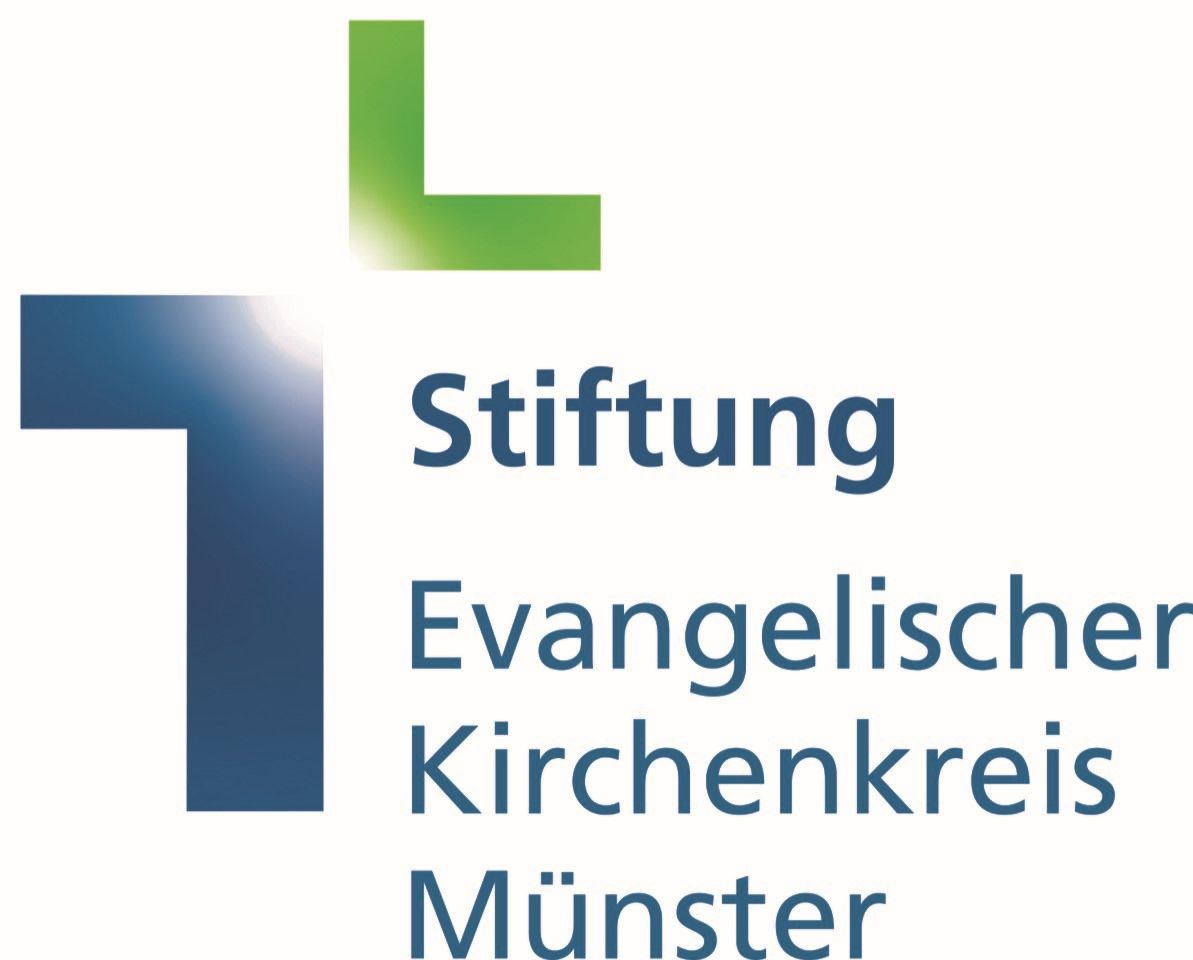 Stiftung
Evangelischer
Kirchenkreis
Münster